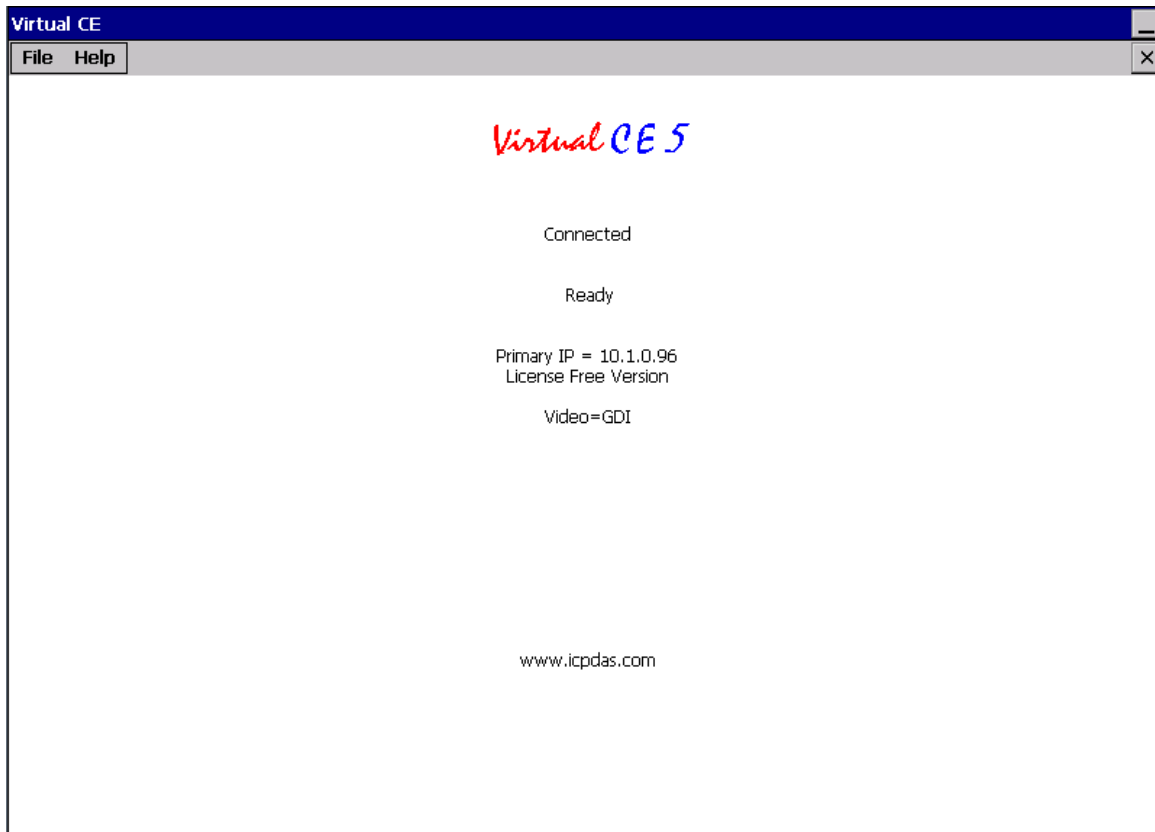 Virtual CE
File Help
Virtual CE 5
Connected
Ready
Primary IP = 10.1.0.96
License Free Version
Video=GDI
www.icpdas.com